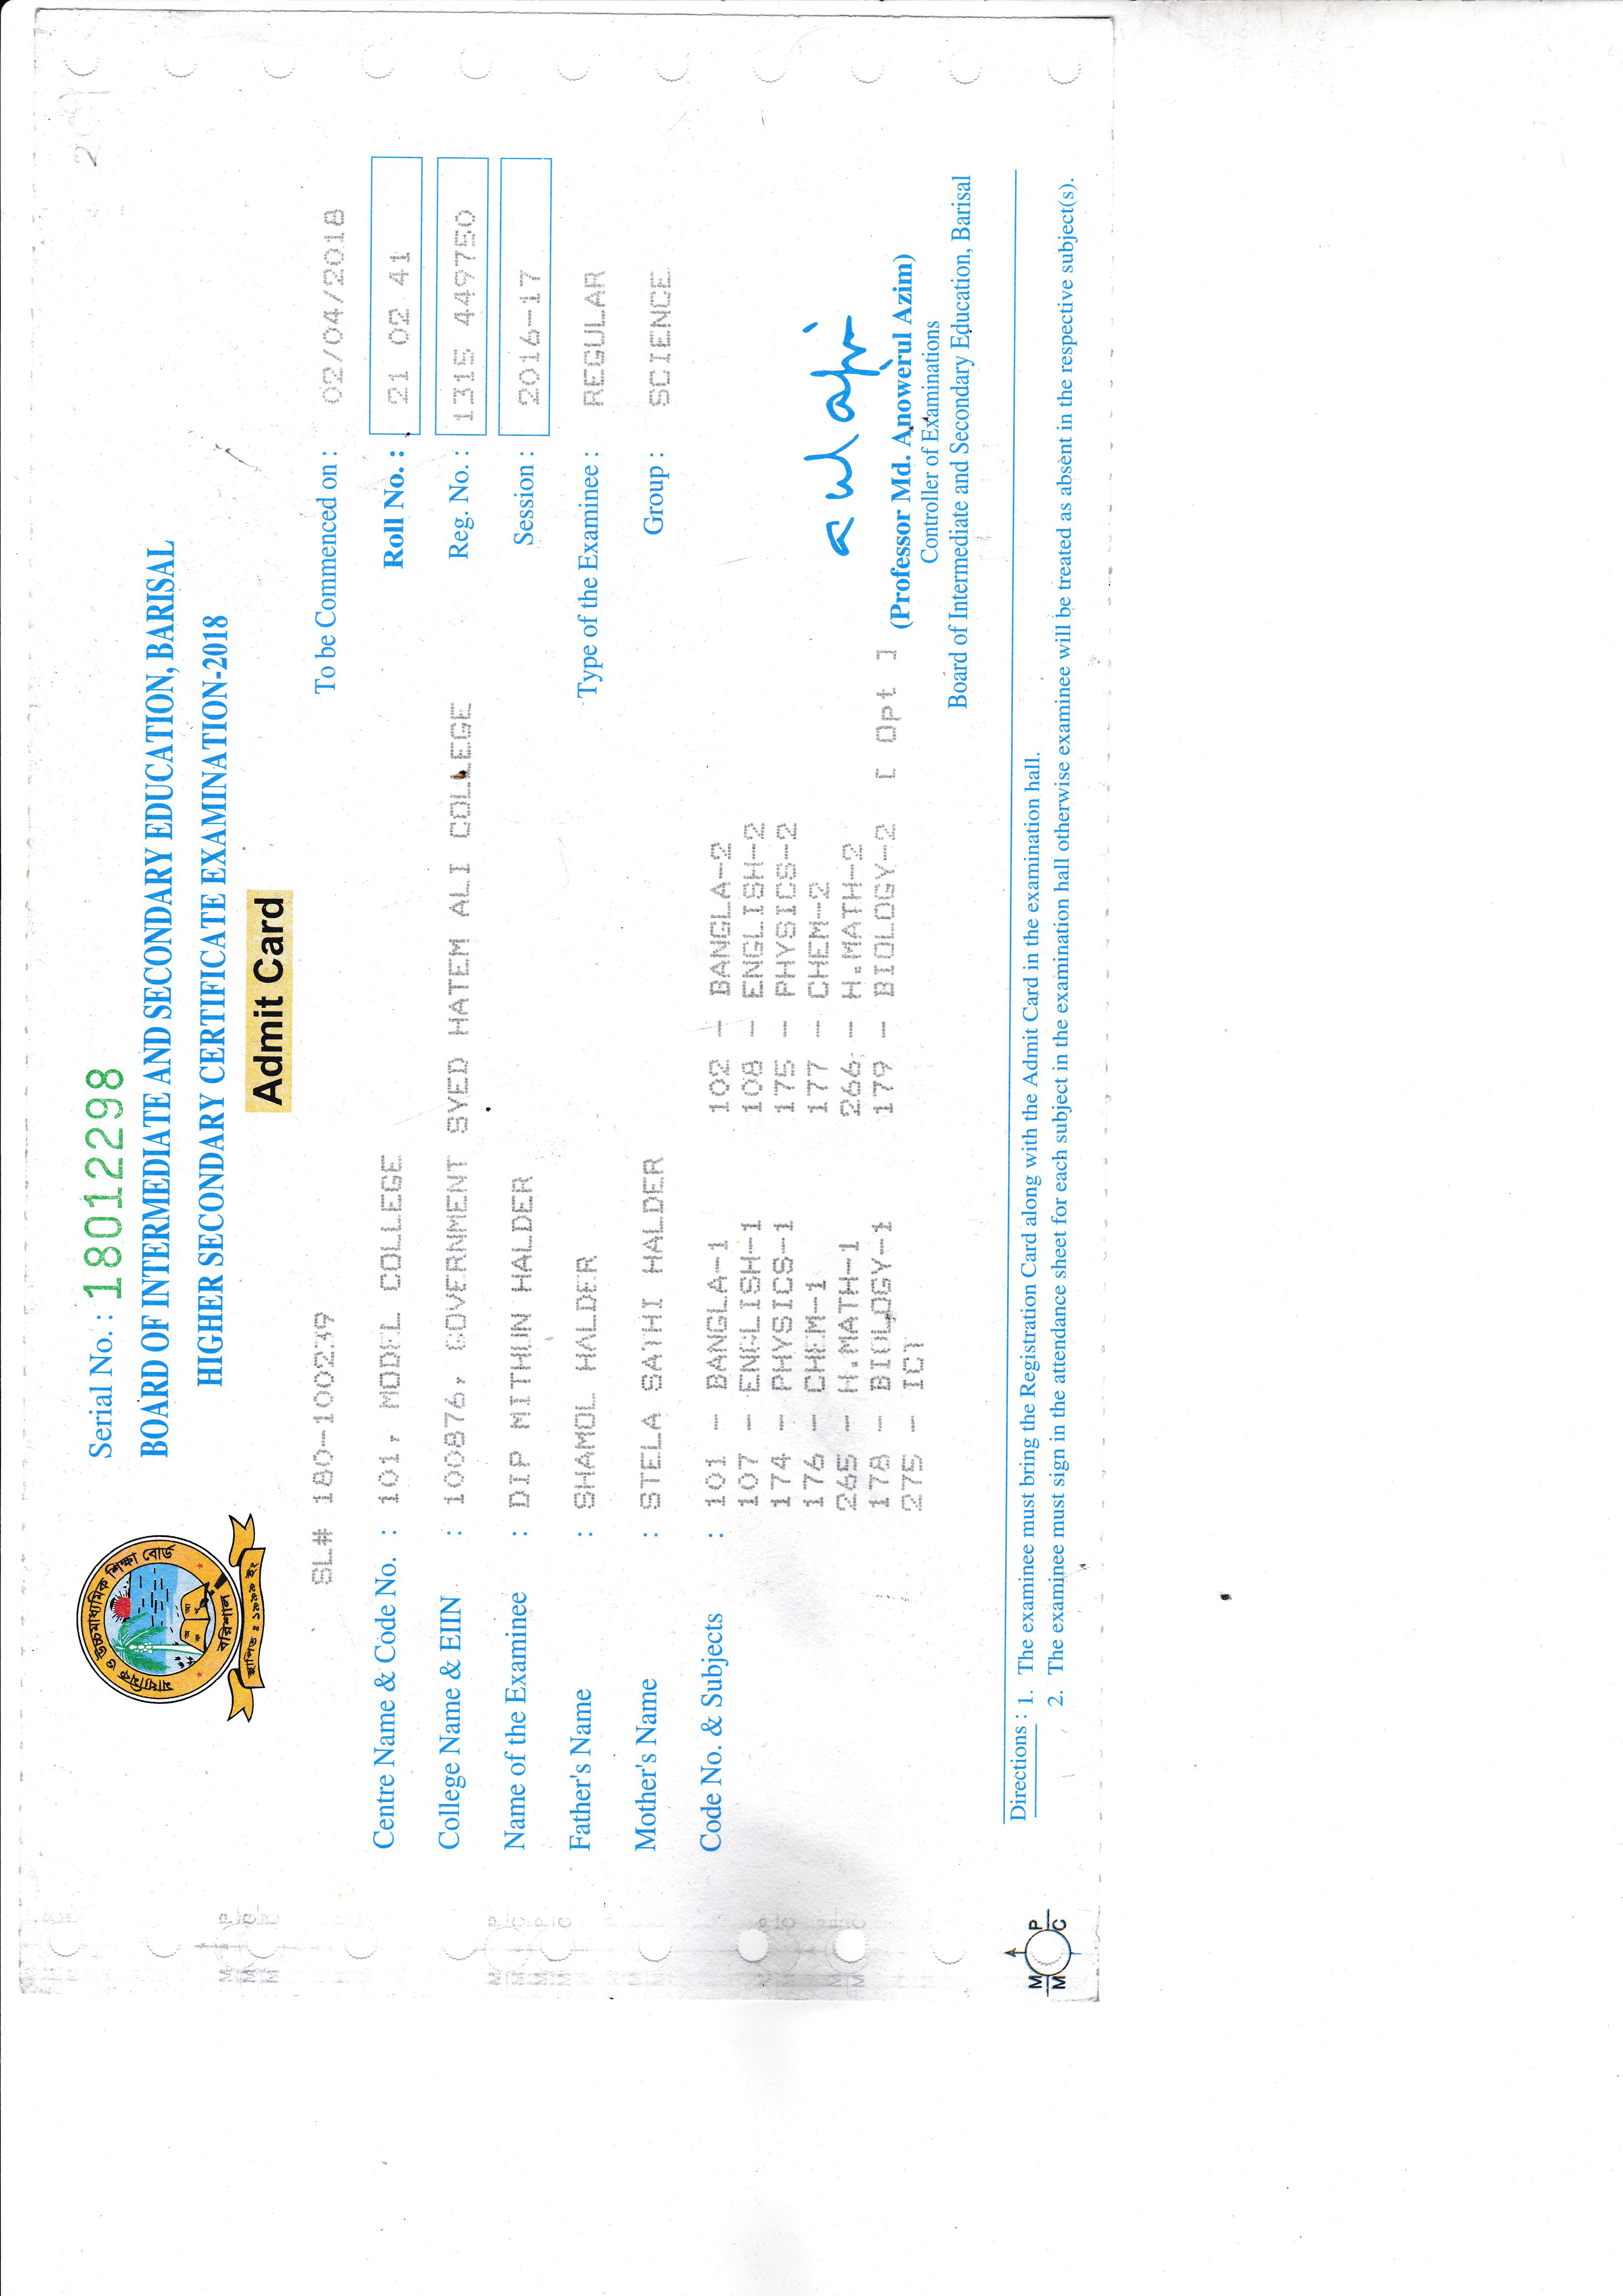 Serial No. : 18012298
BOARD OF INTERMEDIATE AND SECONDARY EDUCATION, BARISAL
HIGHER SECONDARY CERTIFICATE EXAMINATION-2018
Admit Card
মাধ্যমিক ও উচ্চমাধ্যমিক শিক্ষা বোর্ড
বরিশাল
স্থাপিত ঃ ১৯৯৯ ইং
SL# 180-100239
To be Commenced on : 02/04/2018
Centre Name & Code No. : 101, MODEL COLLEGE
Roll No. : 21 02 41
College Name & EIIN : 100876, GOVERNMENT SYED HATEM ALI COLLEGE
Reg. No. : 1315 449750
Name of the Examinee : DIP MITHUN HALDER
Session : 2016-17
Father's Name : SHAMOL HALDER
Type of the Examinee : REGULAR
Mother's Name : STELA SATHI HALDER
Group : SCIENCE
Code No. & Subjects : 101 - BANGLA-1 102 - BANGLA-2
107 - ENGLISH-1 108 - ENGLISH-2
174 - PHYSICS-1 175 - PHYSICS-2
176 - CHEM-1 177 - CHEM-2
265 - H.MATH-1 266 - H.MATH-2
178 - BIOLOGY-1 179 - BIOLOGY-2 [ Opt ]
275 - ICT
(Professor Md. Anowerul Azim)
Controller of Examinations
Board of Intermediate and Secondary Education, Barisal
Directions : 1. The examinee must bring the Registration Card along with the Admit Card in the examination hall.
2. The examinee must sign in the attendance sheet for each subject in the examination hall otherwise examinee will be treated as absent in the respective subject(s).
M P
M C